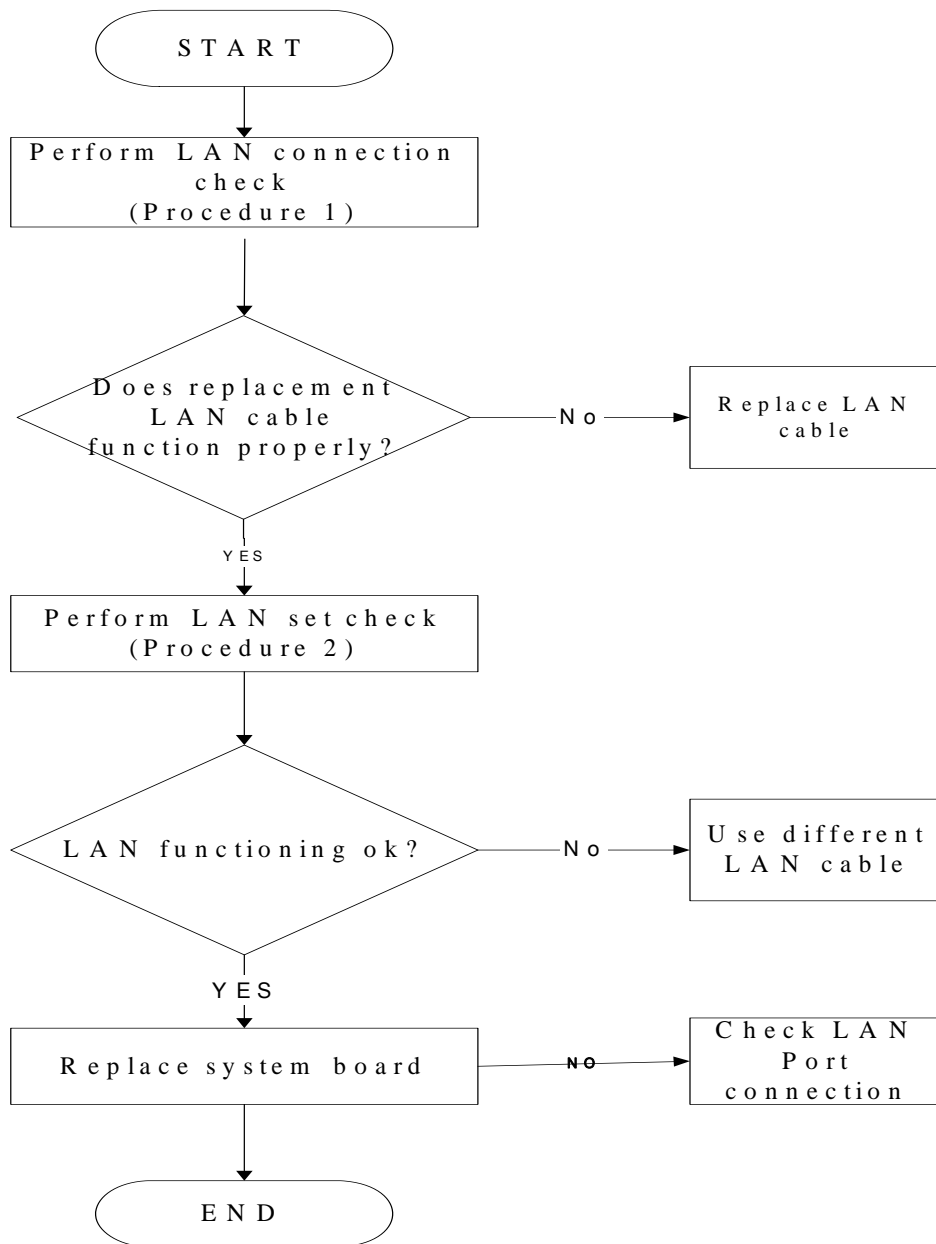 START
Perform LAN connection
check
(Procedure 1)
Does replacement
LAN cable
function properly?
No
Replace LAN
cable
YES
Perform LAN set check
(Procedure 2)
LAN functioning ok?
No
Use different
LAN cable
YES
Replace system board
NO
Check LAN
Port
connection
END